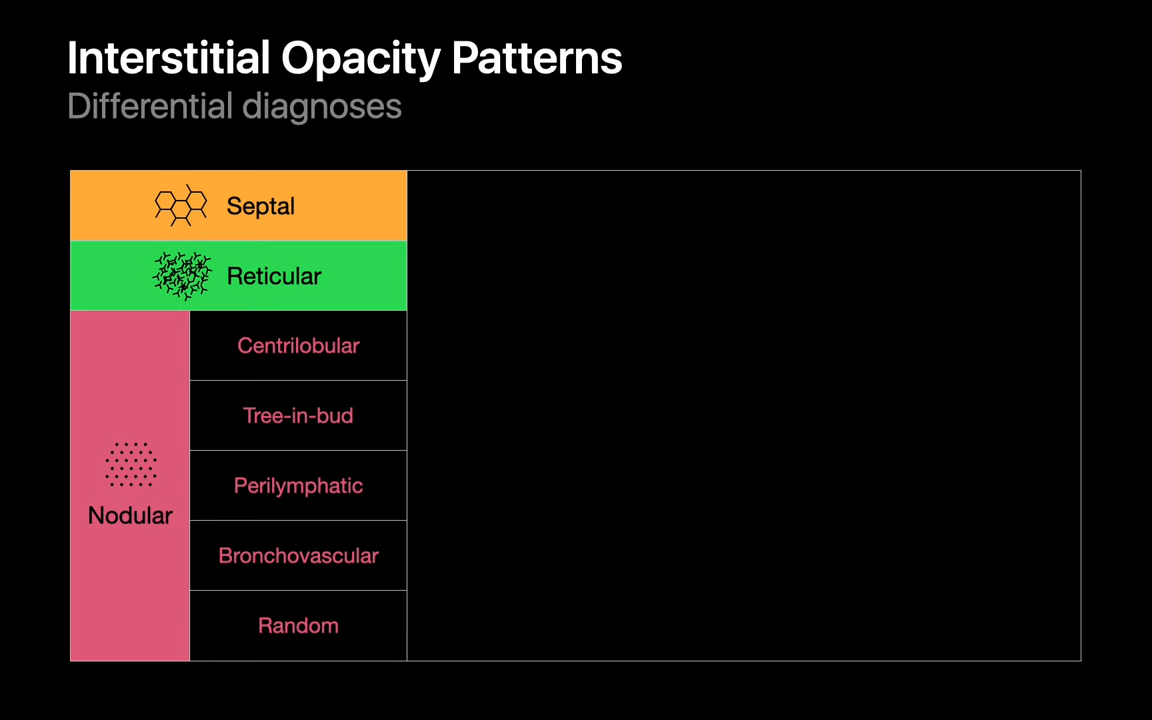 Interstitial Opacity Patterns
Differential diagnoses
Septal
Reticular
Nodular
Centrilobular
Tree-in-bud
Perilymphatic
Bronchovascular
Random